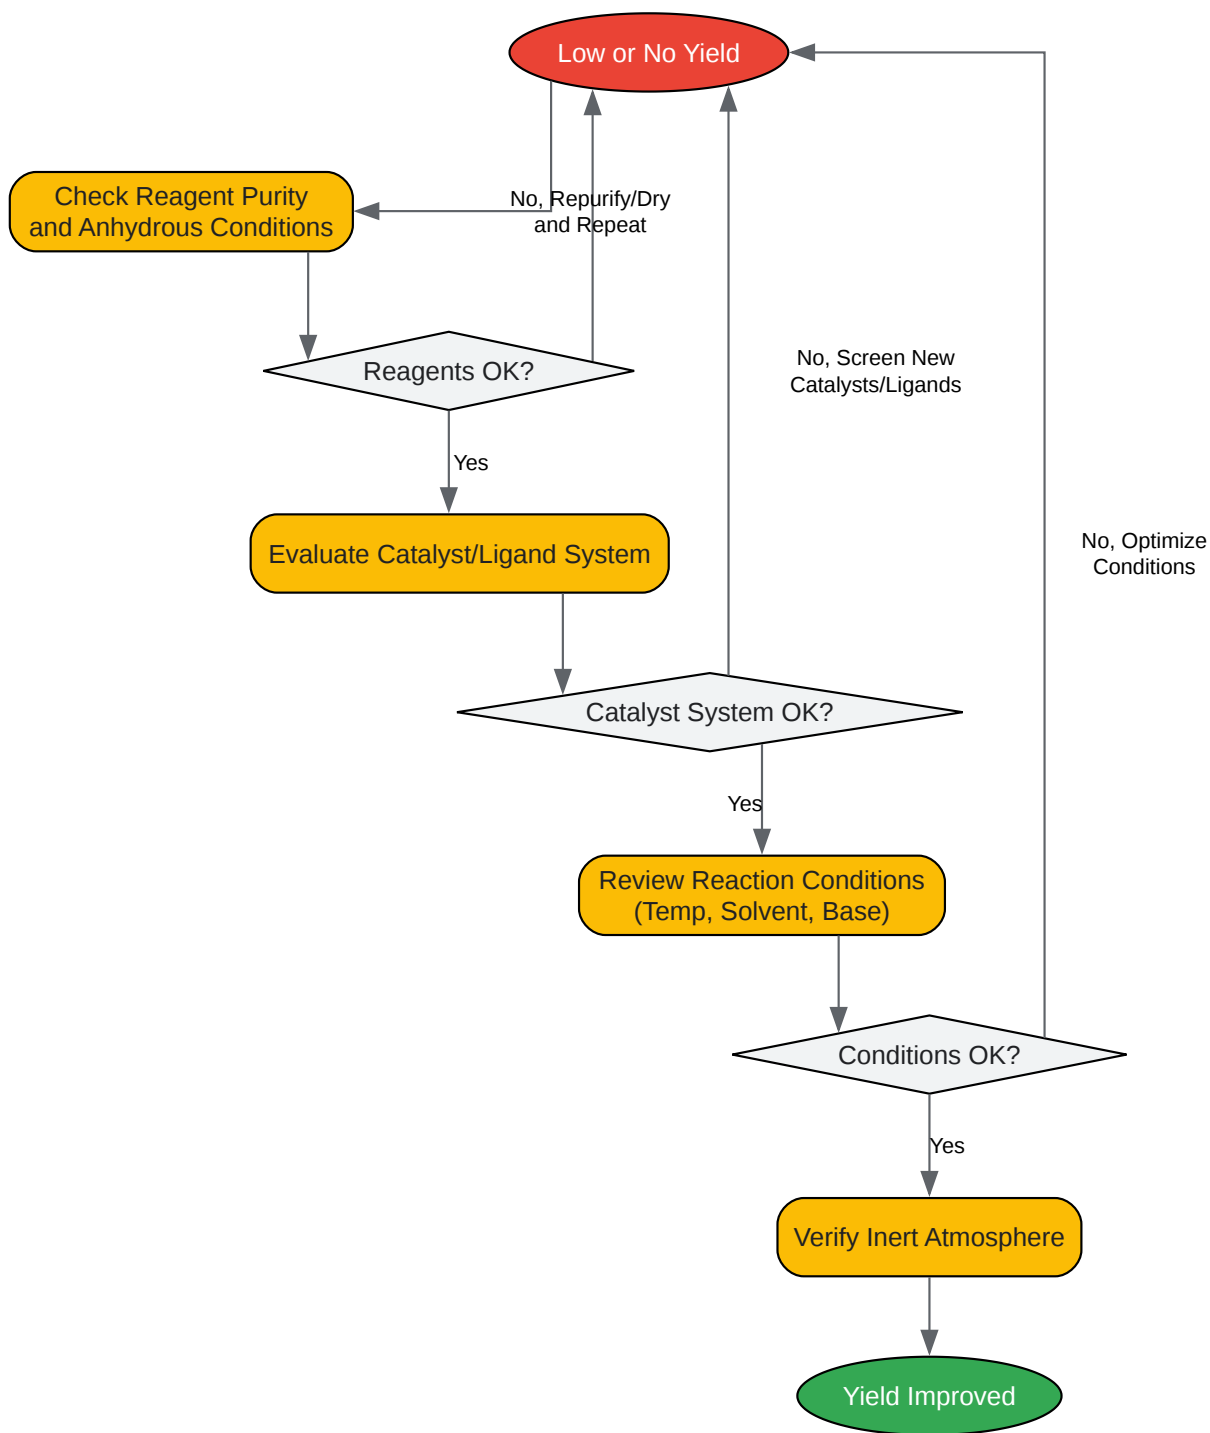 Low or No Yield
Check Reagent Purity
and Anhydrous Conditions
No, Repurify/Dry
and Repeat
Reagents OK?
No, Screen New
Catalysts/Ligands
Yes
Evaluate Catalyst/Ligand System
No, Optimize
Conditions
Catalyst System OK?
Yes
Review Reaction Conditions
(Temp, Solvent, Base)
Conditions OK?
Yes
Verify Inert Atmosphere
Yield Improved